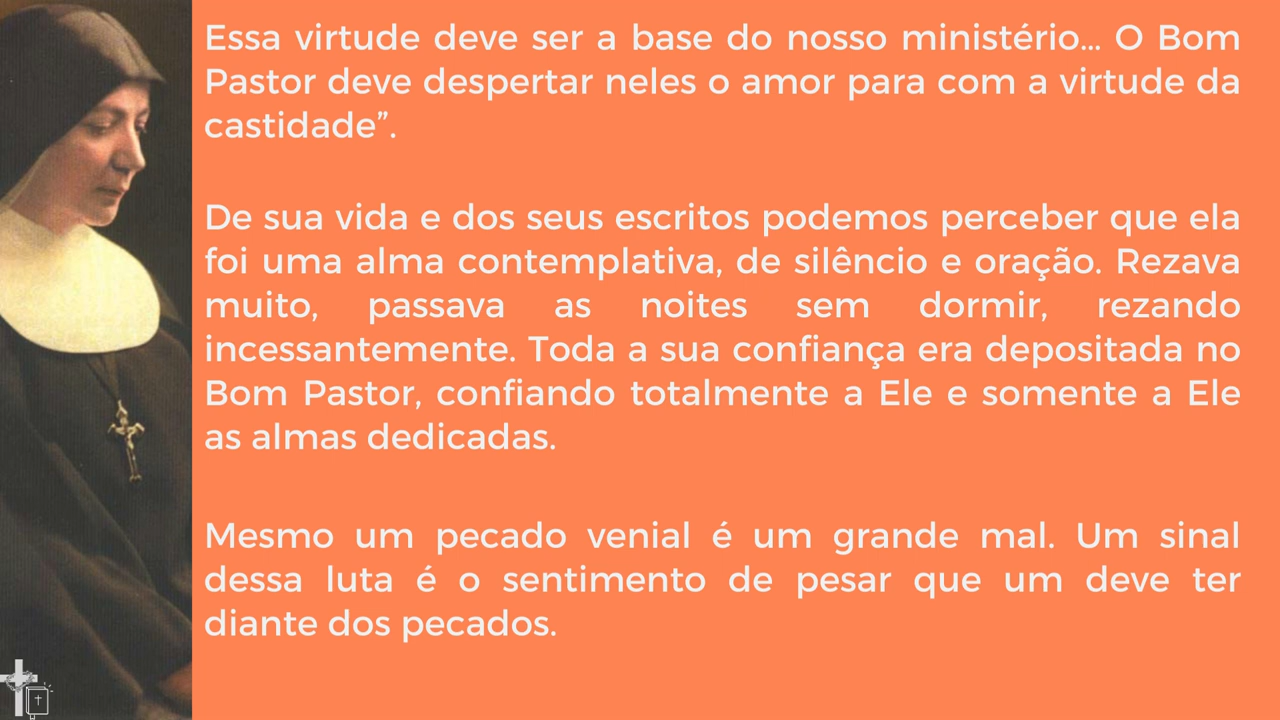 Essa virtude deve ser a base do nosso ministério... O Bom
Pastor deve despertar neles o amor para com a virtude da
castidade”.
De sua vida e dos seus escritos podemos perceber que ela
foi uma alma contemplativa, de silêncio e oração. Rezava
muito, passava as noites sem dormir, rezando
incessantemente. Toda a sua confiança era depositada no
Bom Pastor, confiando totalmente a Ele e somente a Ele
as almas dedicadas.
Mesmo um pecado venial é um grande mal. Um sinal
dessa luta é o sentimento de pesar que um deve ter
diante dos pecados.